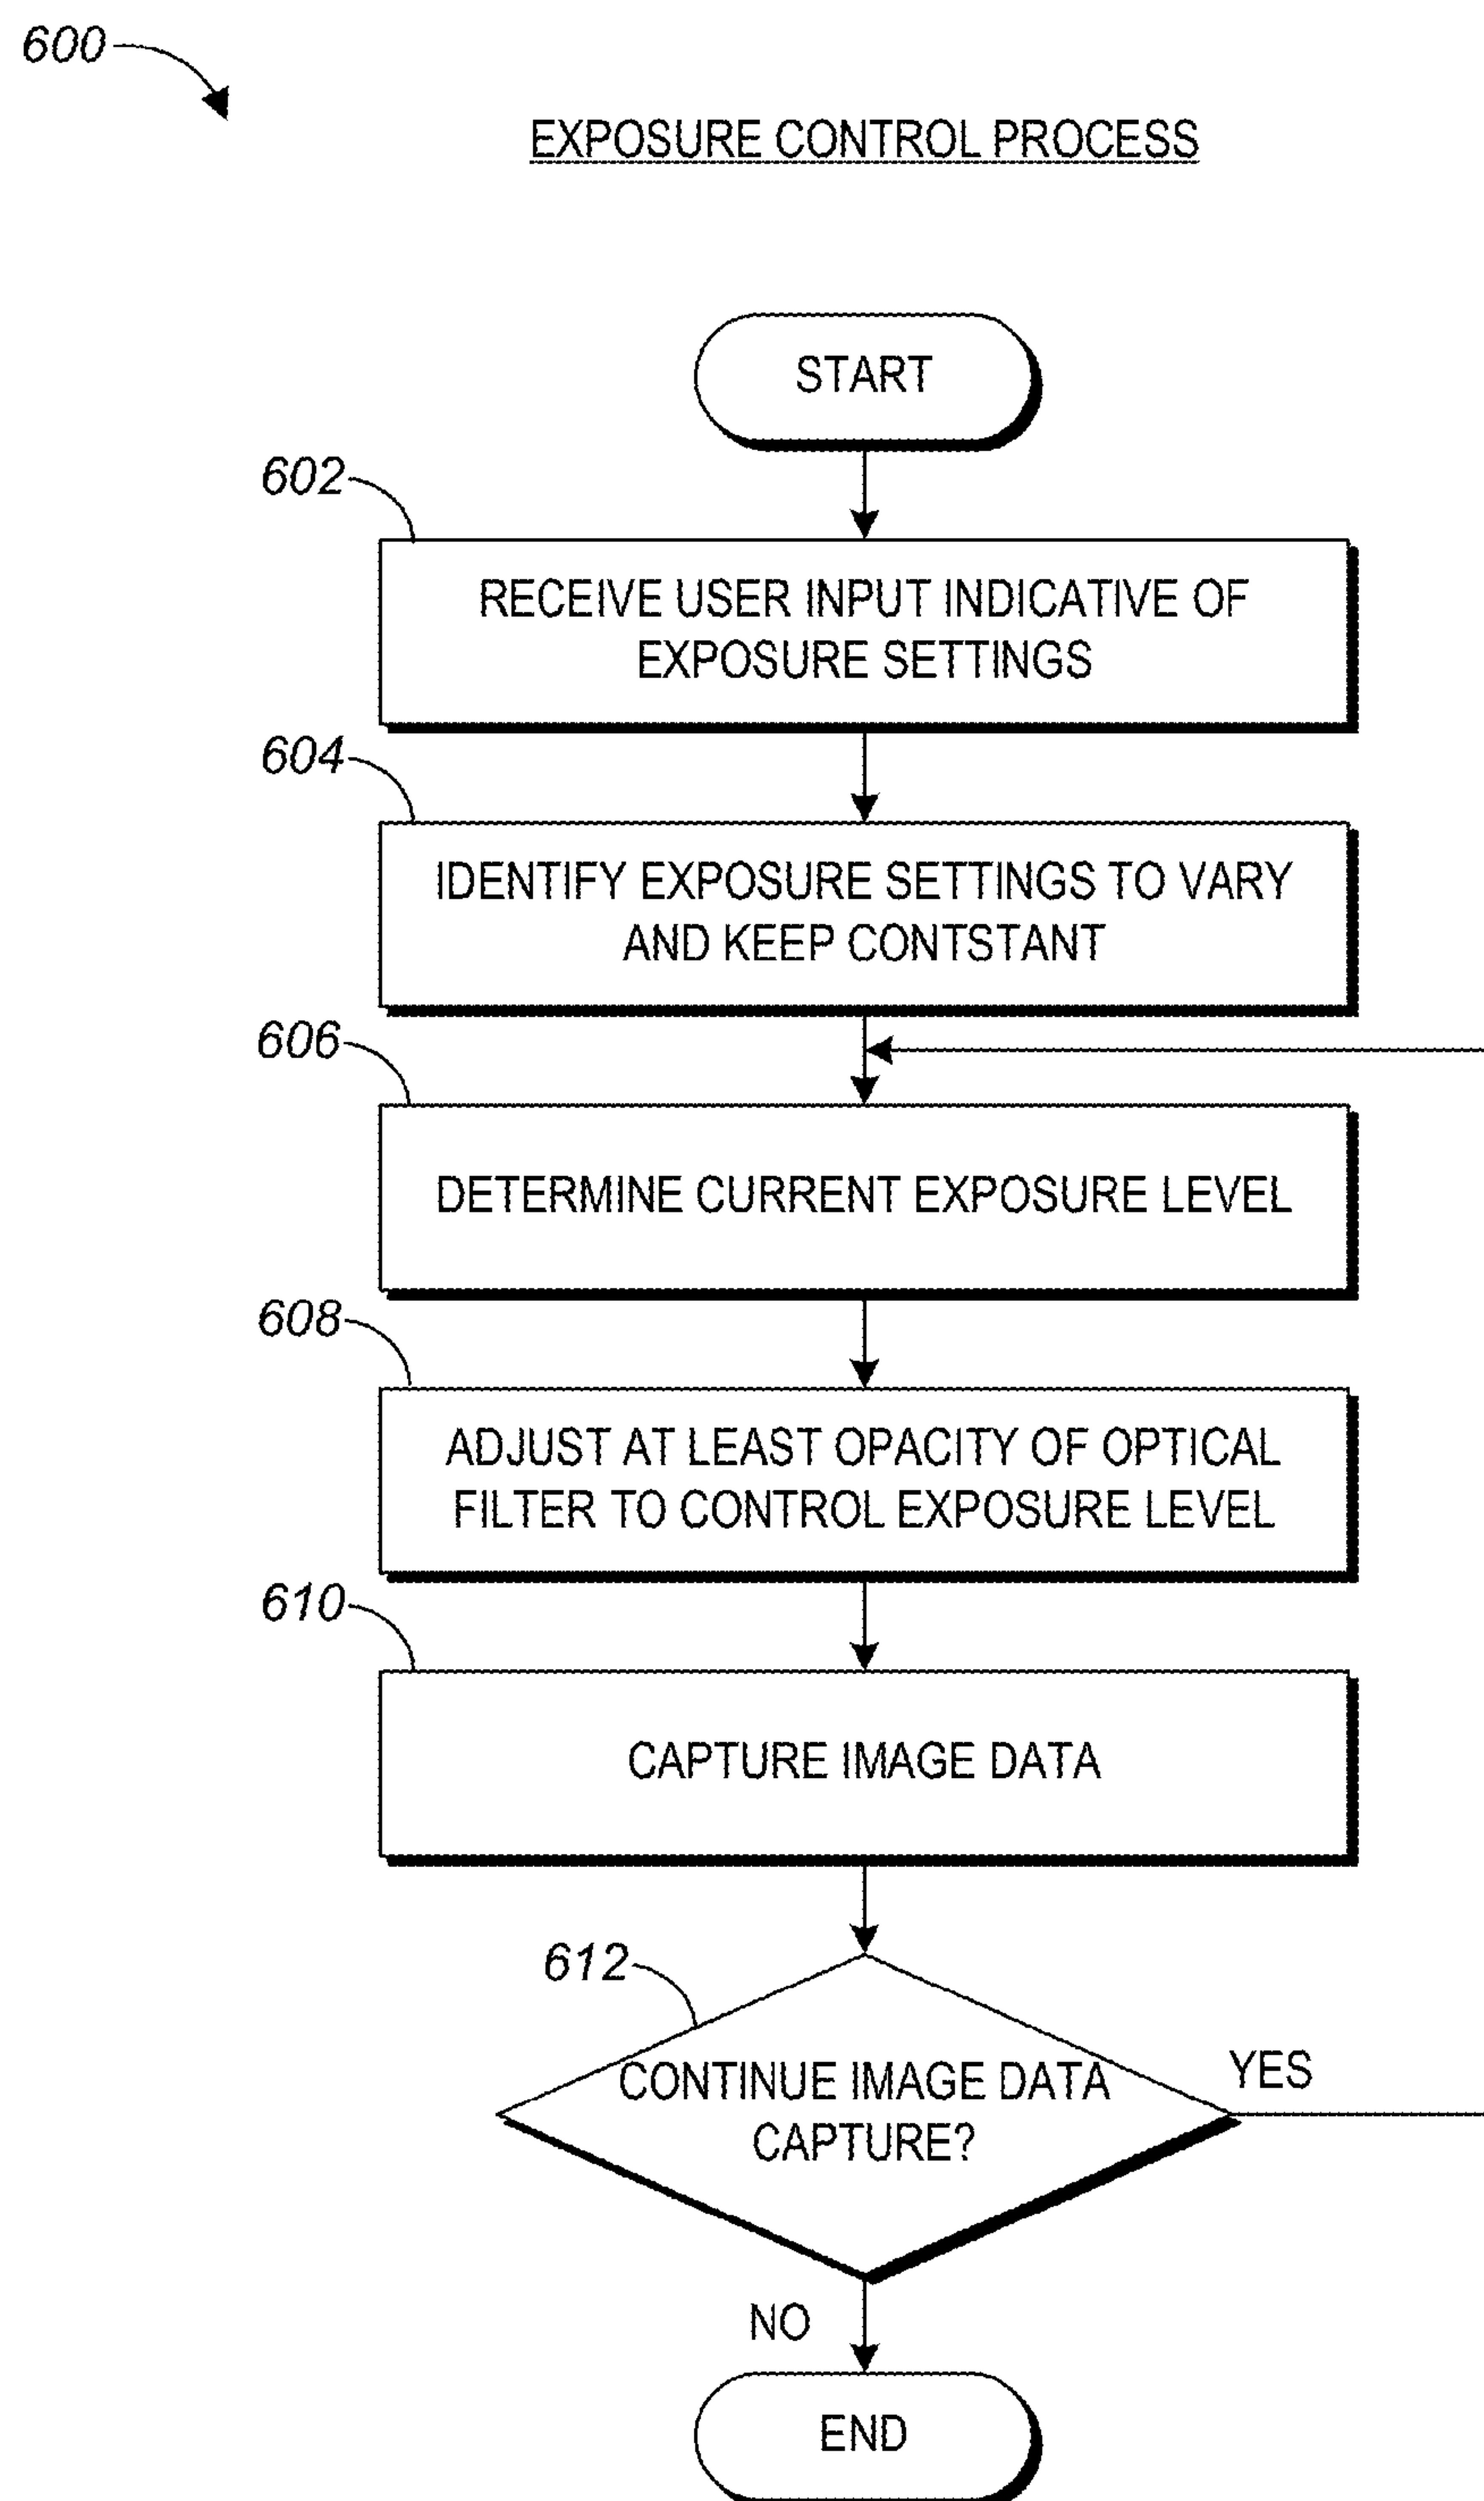 600
EXPOSURE CONTROL PROCESS
START
602
RECEIVE USER INPUT INDICATIVE OF
EXPOSURE SETTINGS
604
IDENTIFY EXPOSURE SETTINGS TO VARY
AND KEEP CONTSTANT
606
DETERMINE CURRENT EXPOSURE LEVEL
608
ADJUST AT LEAST OPACITY OF OPTICAL
FILTER TO CONTROL EXPOSURE LEVEL
610
CAPTURE IMAGE DATA
612
CONTINUE IMAGE DATA
CAPTURE?
YES
NO
END